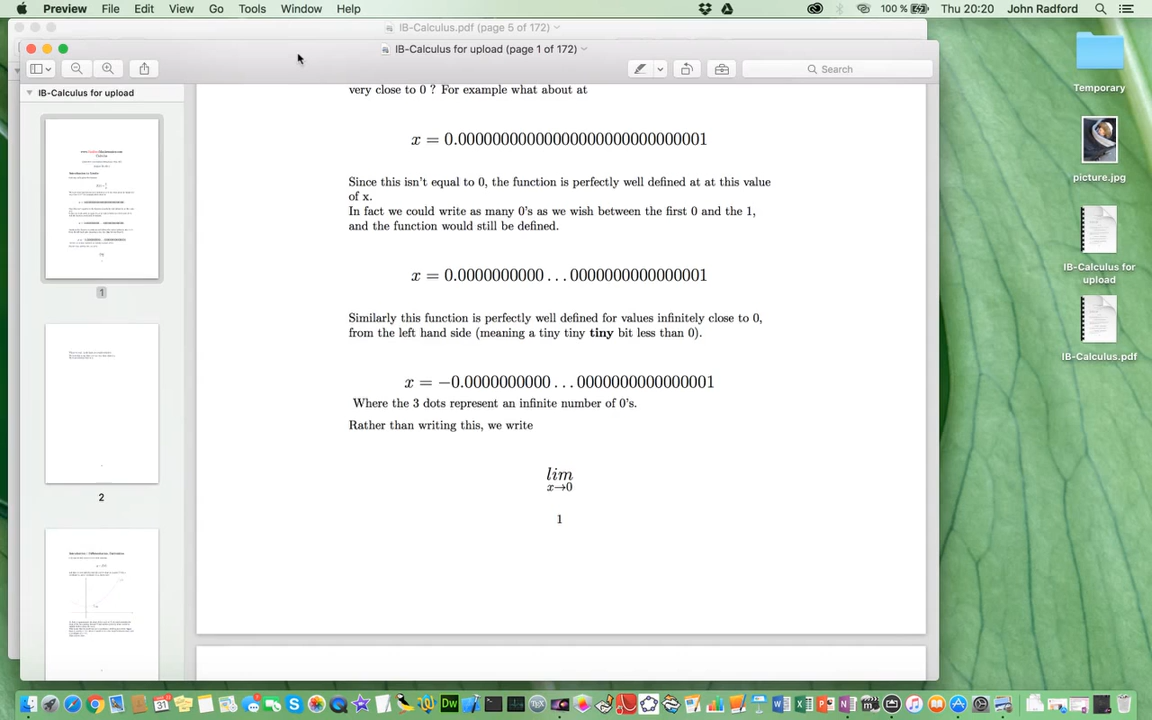 Preview File Edit View Go Tools Window Help 100 % Thu 20:20 John Radford
IB-Calculus.pdf (page 5 of 172)
IB-Calculus for upload (page 1 of 172)
Search
IB-Calculus for upload
1
2
very close to 0 ? For example what about at
x = 0.0000000000000000000000000001
Since this isn't equal to 0, the function is perfectly well defined at at this value
of x.
In fact we could write as many 0's as we wish between the first 0 and the 1,
and the function would still be defined.
x = 0.0000000000 . . . 0000000000000001
Similarly this function is perfectly well defined for values infinitely close to 0,
from the left hand side (meaning a tiny tiny tiny bit less than 0).
x = −0.0000000000 . . . 0000000000000001
Where the 3 dots represent an infinite number of 0's.
Rather than writing this, we write
lim
x→0
1
Temporary
picture.jpg
IB-Calculus for
upload
IB-Calculus.pdf